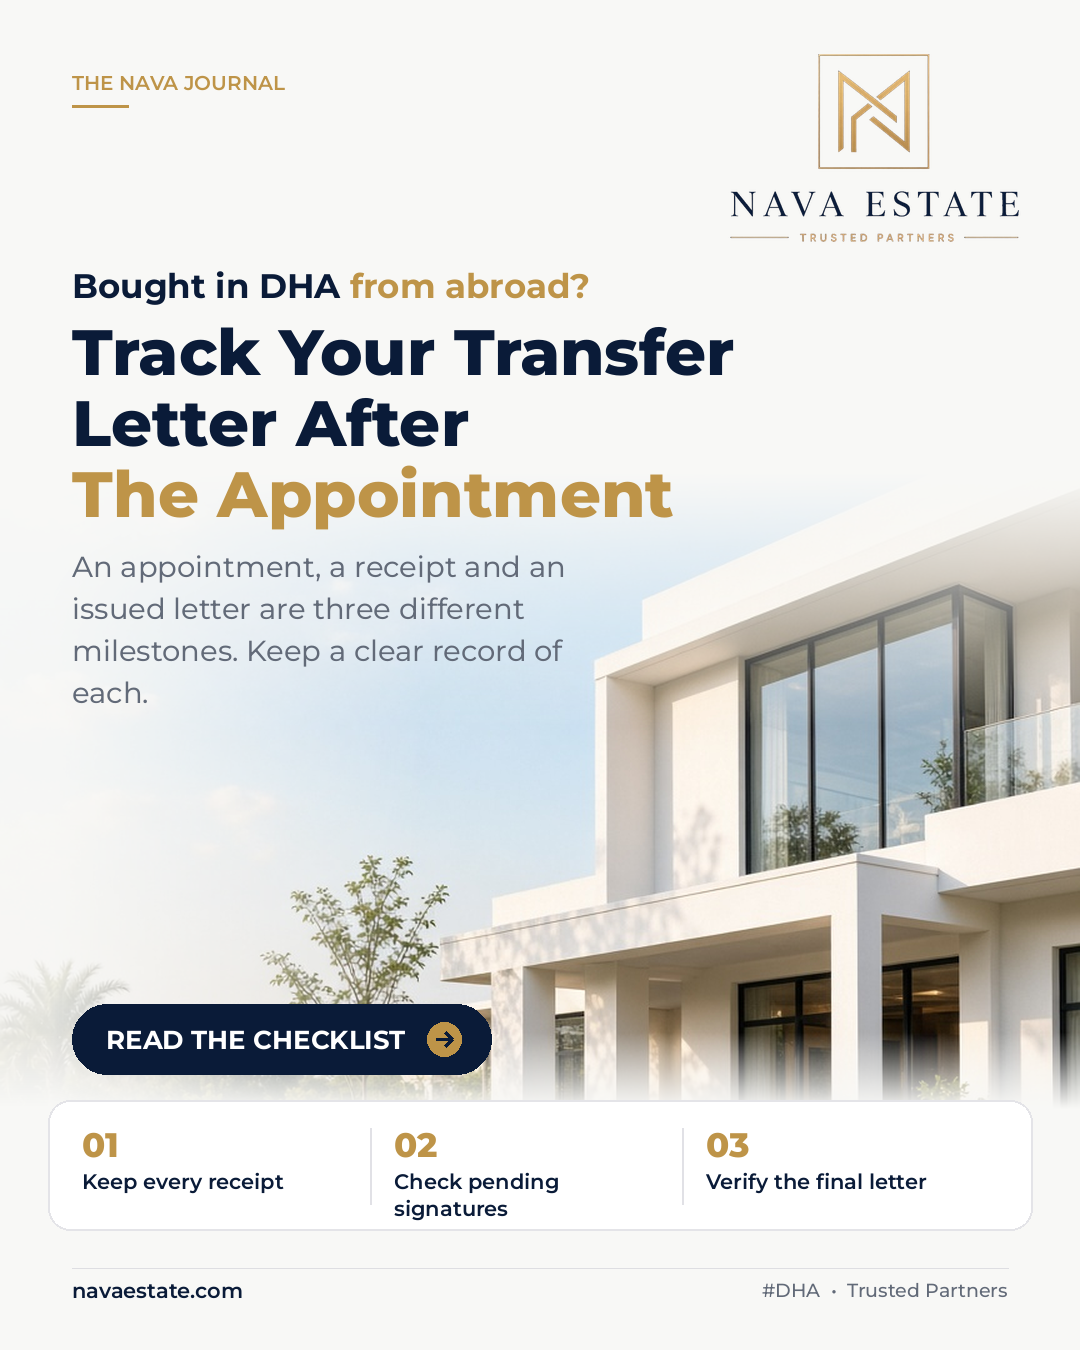 THE NAVA JOURNAL
NAVA ESTATE
TRUSTED PARTNERS
Bought in DHA from abroad?
Track Your Transfer
Letter After
The Appointment
An appointment, a receipt and an
issued letter are three different
milestones. Keep a clear record of
each.
READ THE CHECKLIST
01
Keep every receipt
02
Check pending
signatures
03
Verify the final letter
navaestate.com
#DHA • Trusted Partners